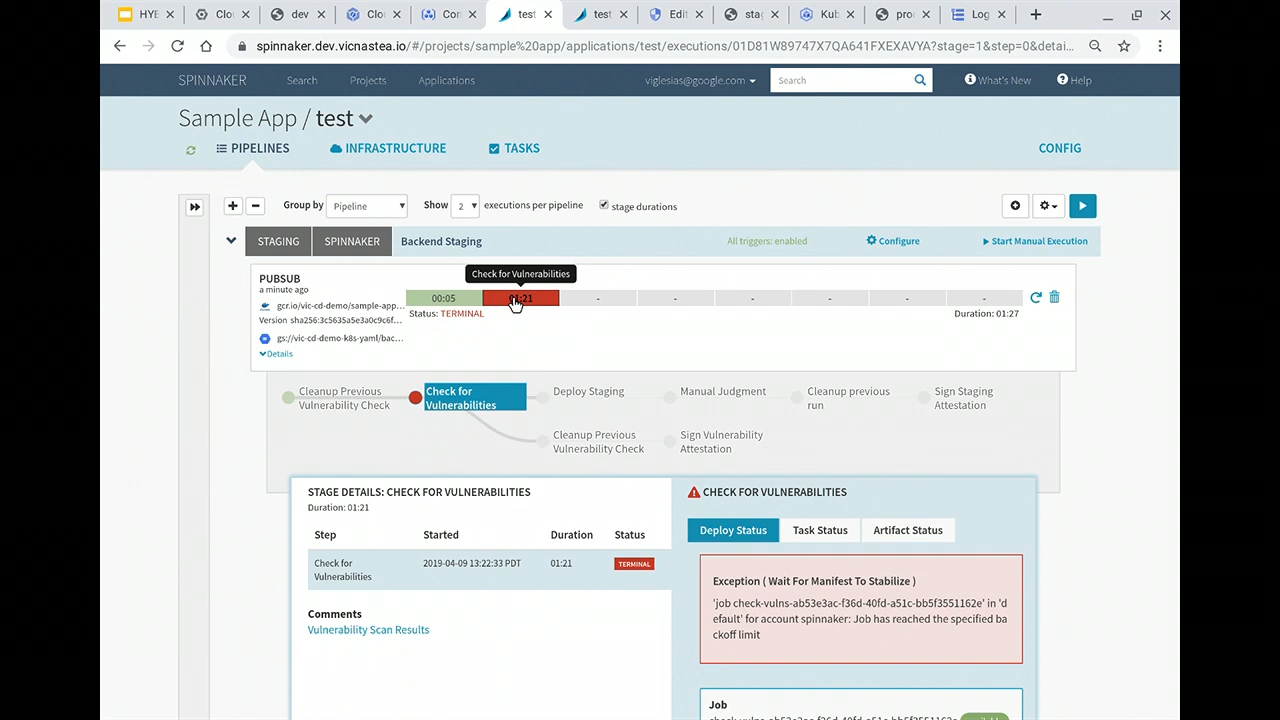 HYE
Clou
dev
Clou
Con
test
test
Edit
stag
Kub
prod
Log
spinnaker.dev.vicnastea.io/#/projects/sample%20app/applications/test/executions/01D81W89747X7QA641FXEXAVYA?stage=1&step=0&detai...
SPINNAKER
Search
Projects
Applications
viglesias@google.com
Search
What's New
Help
Sample App / test
PIPELINES
INFRASTRUCTURE
TASKS
CONFIG
Group by
Pipeline
Show
2
executions per pipeline
stage durations
STAGING
SPINNAKER
Backend Staging
All triggers: enabled
Configure
Start Manual Execution
Check for Vulnerabilities
PUBSUB
a minute ago
gcr.io/vic-cd-demo/sample-app...
Version sha256:3c5635a5e3a0c9c6f...
gs://vic-cd-demo-k8s-yaml/bac...
Details
00:05
01:21
-
-
-
-
-
-
Status: TERMINAL
Duration: 01:27
Cleanup Previous
Vulnerability Check
Check for
Vulnerabilities
Deploy Staging
Manual Judgment
Cleanup previous
run
Sign Staging
Attestation
Cleanup Previous
Vulnerability Check
Sign Vulnerability
Attestation
STAGE DETAILS: CHECK FOR VULNERABILITIES
Duration: 01:21
Step
Started
Duration
Status
Check for
Vulnerabilities
2019-04-09 13:22:33 PDT
01:21
TERMINAL
Comments
Vulnerability Scan Results
CHECK FOR VULNERABILITIES
Deploy Status
Task Status
Artifact Status
Exception ( Wait For Manifest To Stabilize )
'job check-vulns-ab53e3ac-f36d-40fd-a51c-bb5f3551162e' in 'd
efault' for account spinnaker: Job has reached the specified ba
ckoff limit
Job